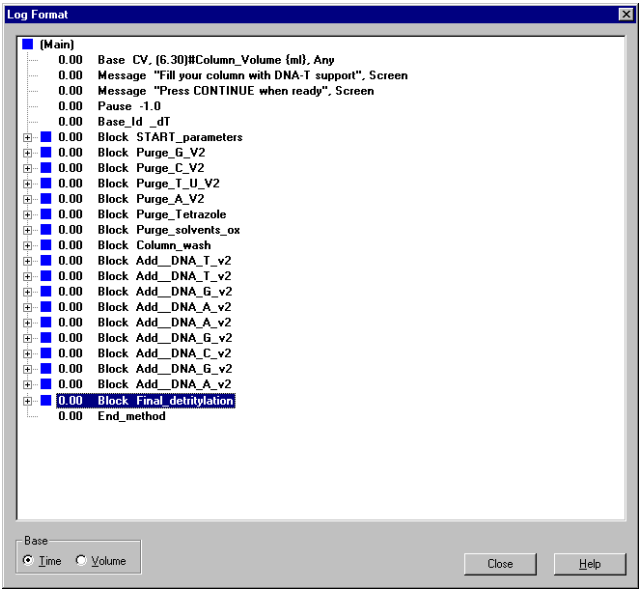 Log Format
(Main)
0.00 Base CV, (6.30)#Column_Volume {ml}, Any
0.00 Message "Fill your column with DNA-T support", Screen
0.00 Message "Press CONTINUE when ready", Screen
0.00 Pause -1.0
0.00 Base_Id _dT
0.00 Block START_parameters
0.00 Block Purge_G_V2
0.00 Block Purge_C_V2
0.00 Block Purge_T_U_V2
0.00 Block Purge_A_V2
0.00 Block Purge_Tetrazole
0.00 Block Purge_solvents_ox
0.00 Block Column_wash
0.00 Block Add__DNA_T_v2
0.00 Block Add__DNA_T_v2
0.00 Block Add__DNA_G_v2
0.00 Block Add__DNA_A_v2
0.00 Block Add__DNA_A_v2
0.00 Block Add__DNA_G_v2
0.00 Block Add__DNA_C_v2
0.00 Block Add__DNA_G_v2
0.00 Block Add__DNA_A_v2
0.00 Block Final_detritylation
0.00 End_method
Base
Time Volume
Close Help